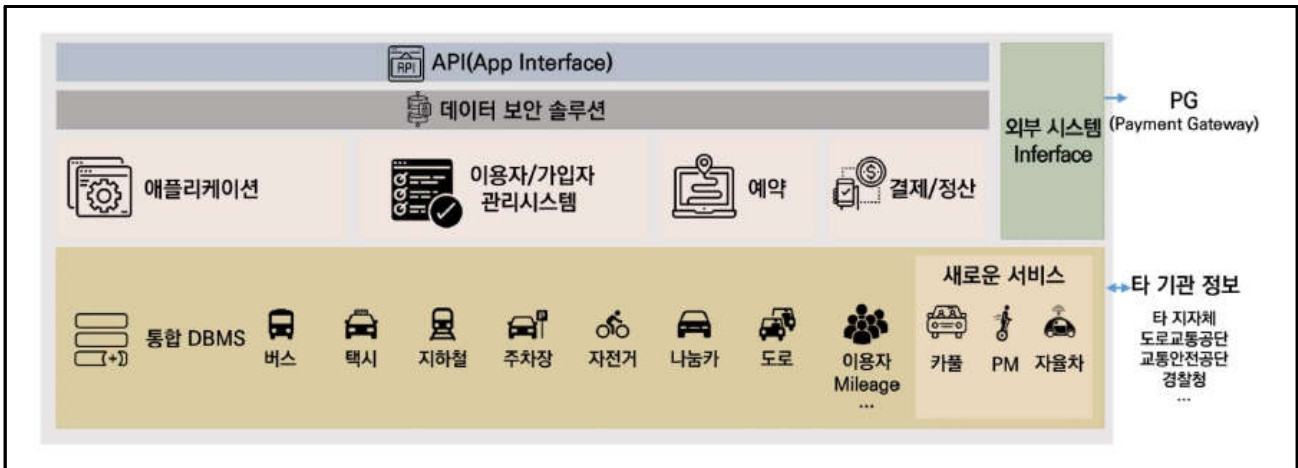 API(App Interface)
데이터 보안 솔루션
외부 시스템
Inferface
PG
(Payment Gateway)
애플리케이션
이용자/가입자
관리시스템
예약
결제/정산
통합 DBMS
버스
택시
지하철
주차장
자전거
나눔카
도로
이용자
Mileage
...
새로운 서비스
카풀
PM
자율차
타 기관 정보
타 지자체
도로교통공단
교통안전공단
경찰청
...